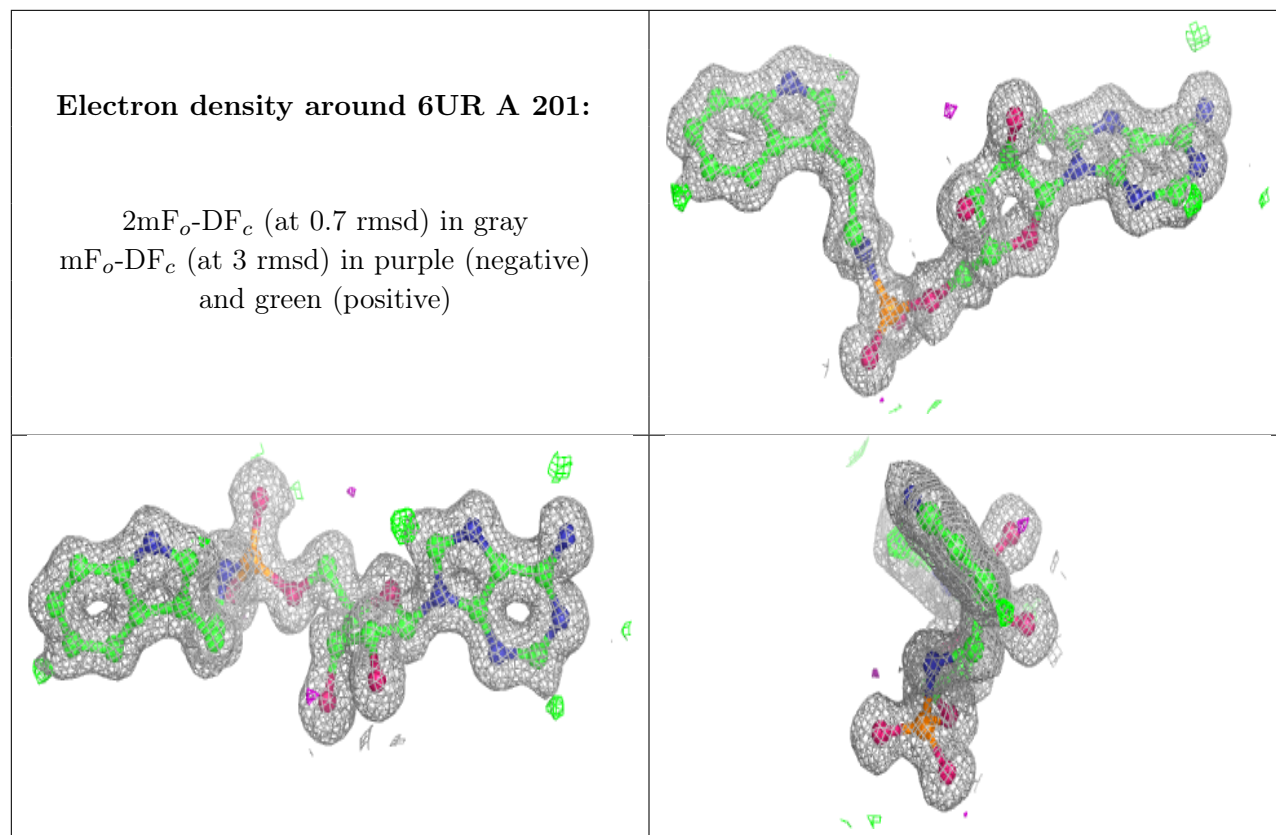 Electron density around 6UR A 201:
2mFo-DFc (at 0.7 rmsd) in gray
mFo-DFc (at 3 rmsd) in purple (negative)
and green (positive)